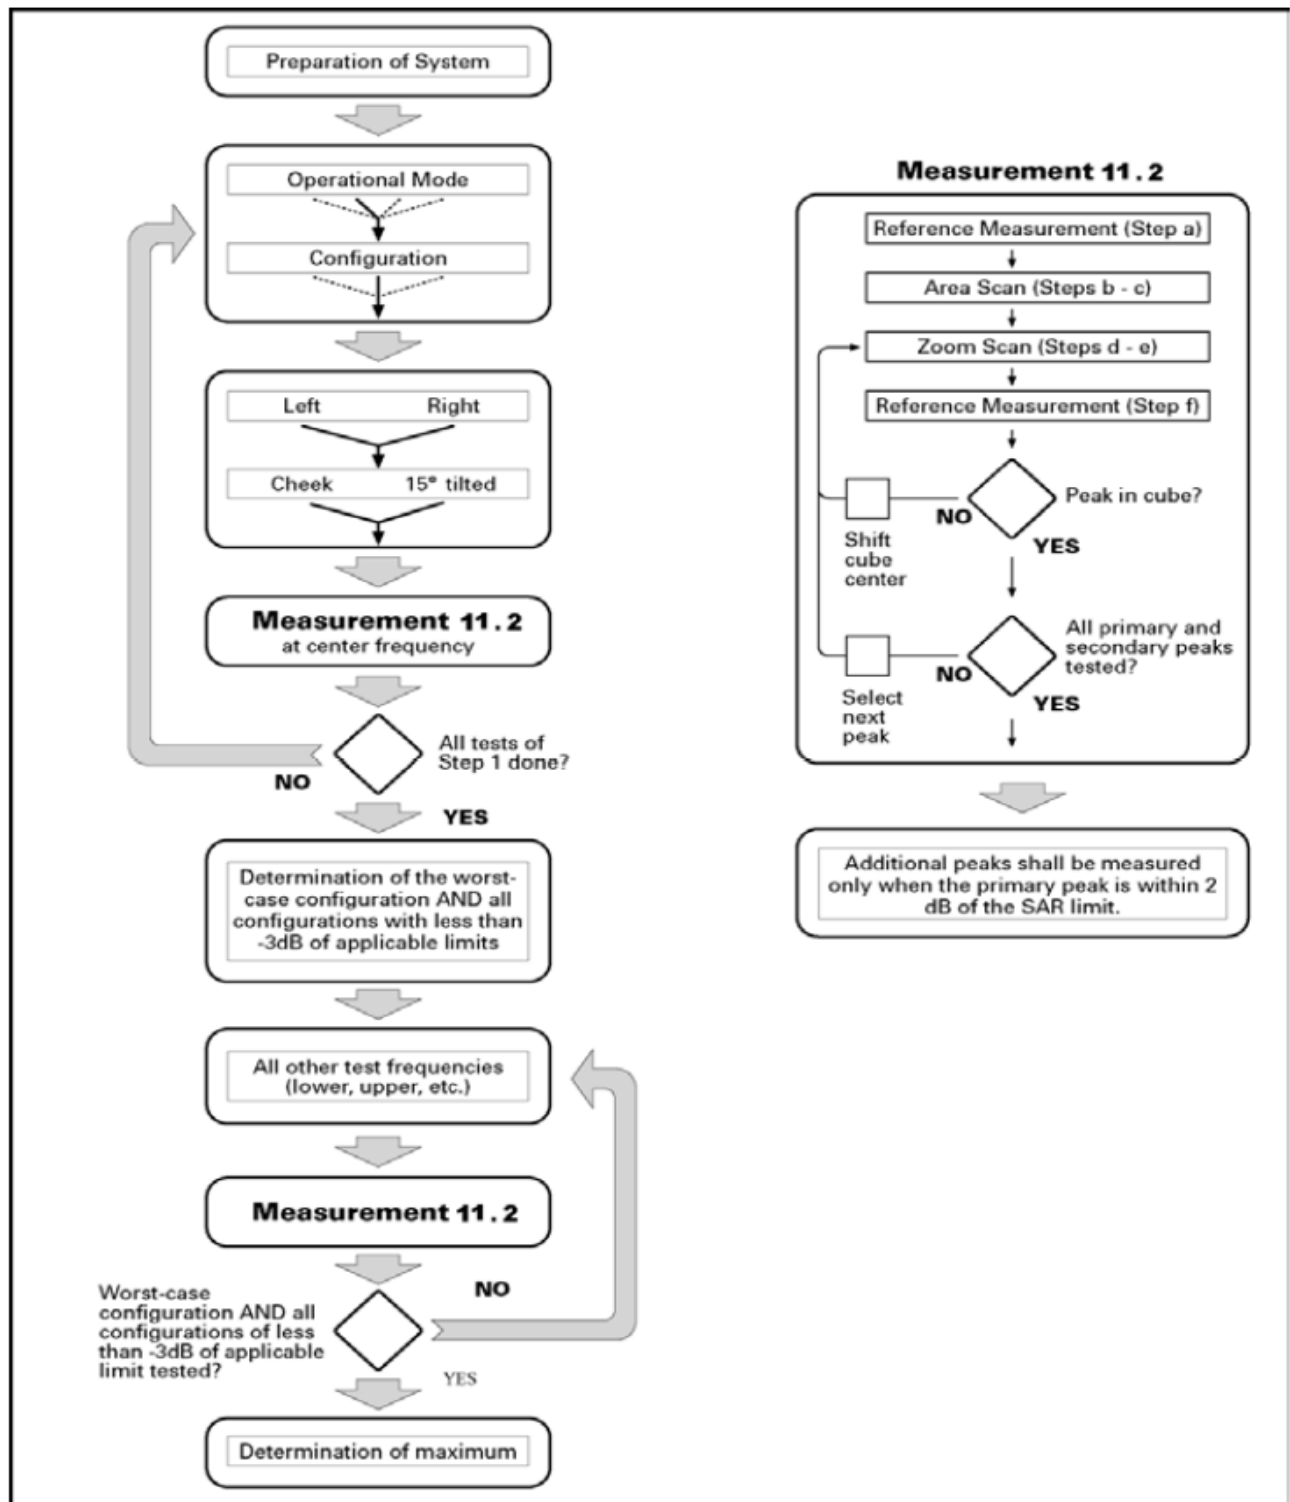 Preparation of System
Operational Mode
Configuration
Left Right
Cheek 15° tilted
Measurement 11.2
at center frequency
All tests of
Step 1 done?
NO
YES
Determination of the worst-
case configuration AND all
configurations with less than
-3dB of applicable limits
All other test frequencies
(lower, upper, etc.)
Measurement 11.2
NO
Worst-case
configuration AND all
configurations of less
than -3dB of applicable
limit tested?
YES
Determination of maximum
Measurement 11.2
Reference Measurement (Step a)
Area Scan (Steps b - c)
Zoom Scan (Steps d - e)
Reference Measurement (Step f)
Peak in cube?
NO
Shift
cube
center
YES
All primary and
secondary peaks
tested?
NO
Select
next
peak
YES
Additional peaks shall be measured
only when the primary peak is within 2
dB of the SAR limit.